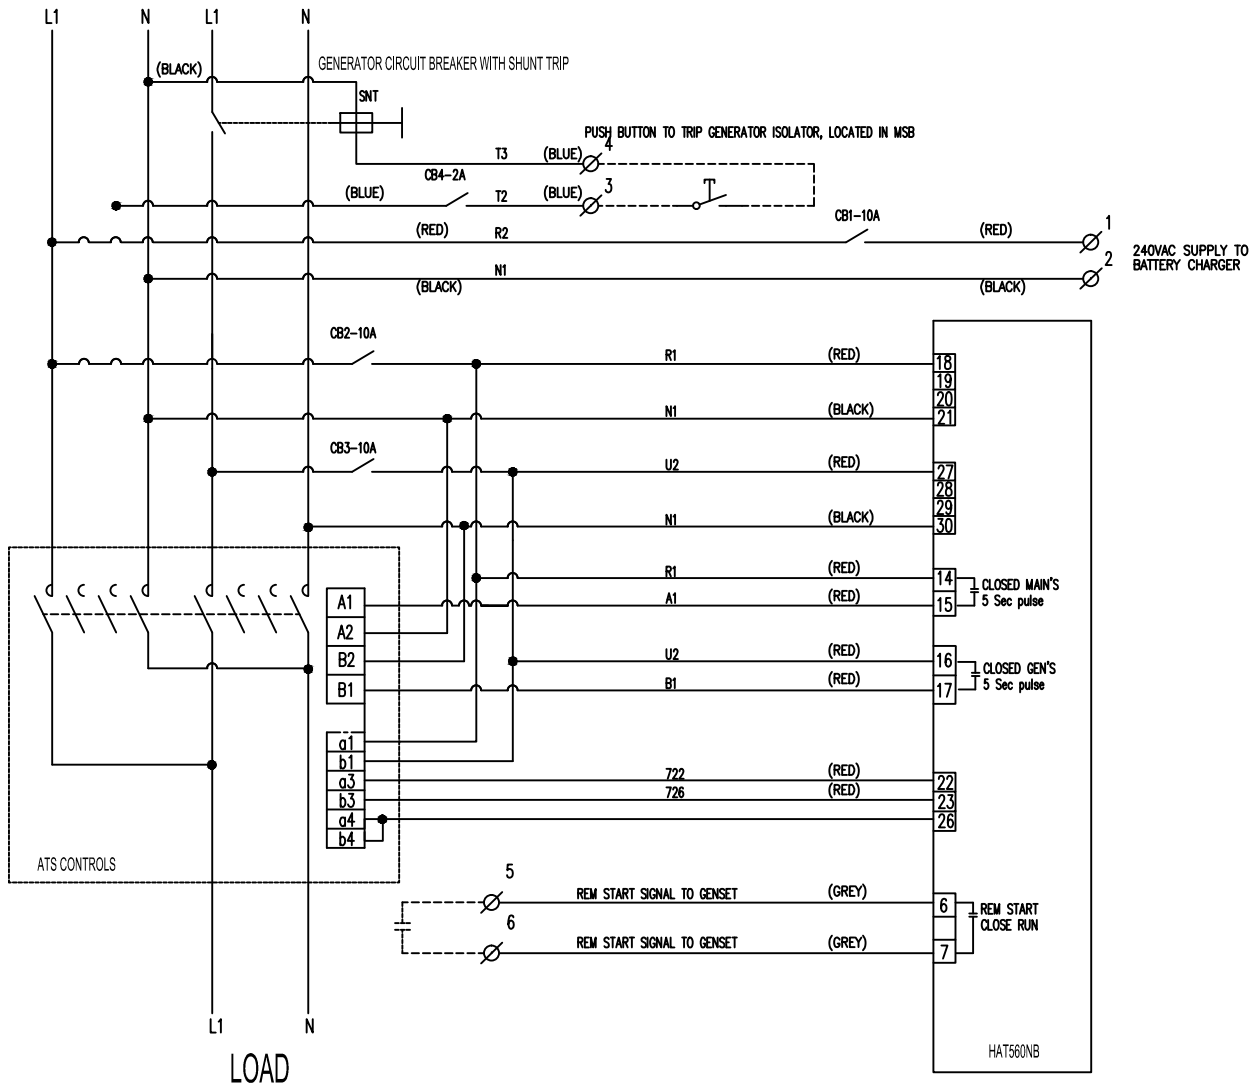 L1 N L1 N
(BLACK)
GENERATOR CIRCUIT BREAKER WITH SHUNT TRIP
SNT
PUSH BUTTON TO TRIP GENERATOR ISOLATOR, LOCATED IN MSB
T3 (BLUE) 4
CB4-2A
(BLUE) T2 (BLUE) 3
CB1-10A
(RED) R2 (RED) 1
240VAC SUPPLY TO
BATTERY CHARGER
N1 2
(BLACK) (BLACK)
CB2-10A
R1 (RED) 18
19
20
N1 (BLACK) 21
CB3-10A
U2 (RED) 27
28
29
N1 (BLACK) 30
R1 (RED) 14
CLOSED MAIN'S
5 Sec pulse
A1 A1 (RED) 15
A2
B2 U2 (RED) 16
CLOSED GEN'S
5 Sec pulse
B1 B1 (RED) 17
a1
b1
a3 722 (RED) 22
b3 726 (RED) 23
a4 26
b4
ATS CONTROLS
5 REM START SIGNAL TO GENSET (GREY) 6
REM START
CLOSE RUN
6 REM START SIGNAL TO GENSET (GREY) 7
L1 N
LOAD
HAT560NB